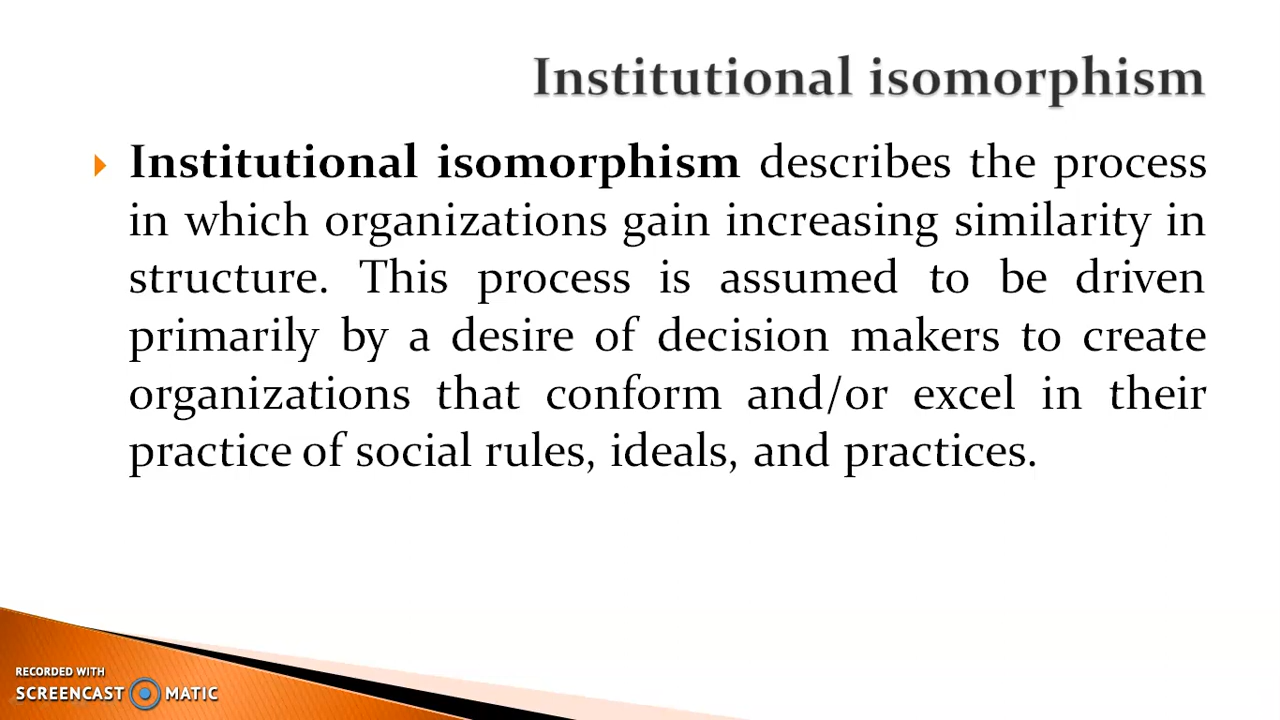 Institutional isomorphism
Institutional isomorphism describes the process
in which organizations gain increasing similarity in
structure. This process is assumed to be driven
primarily by a desire of decision makers to create
organizations that conform and/or excel in their
practice of social rules, ideals, and practices.
RECORDED WITH
SCREENCAST MATIC